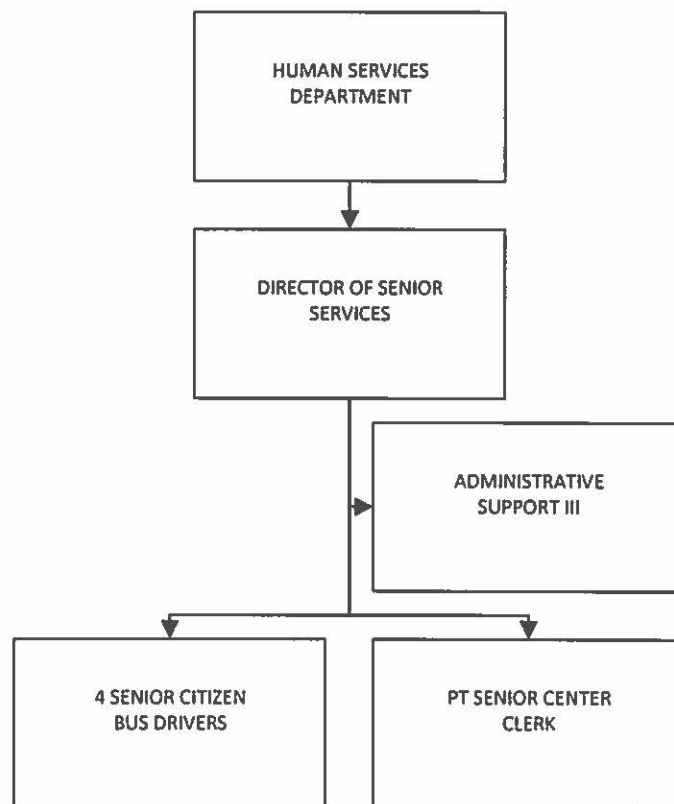 HUMAN SERVICES
DEPARTMENT
DIRECTOR OF SENIOR
SERVICES
ADMINISTRATIVE
SUPPORT III
4 SENIOR CITIZEN
BUS DRIVERS
PT SENIOR CENTER
CLERK